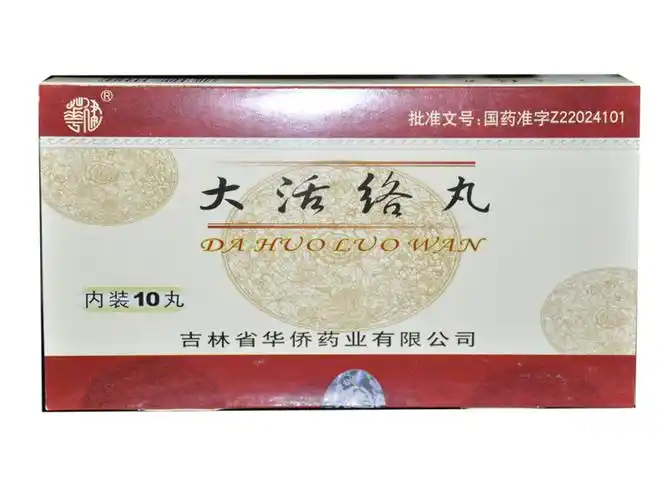 ®
批准文号:国药准字Z22024101
大活络丸
DA HUO LUO WAN
内装10丸
吉林省华侨药业有限公司